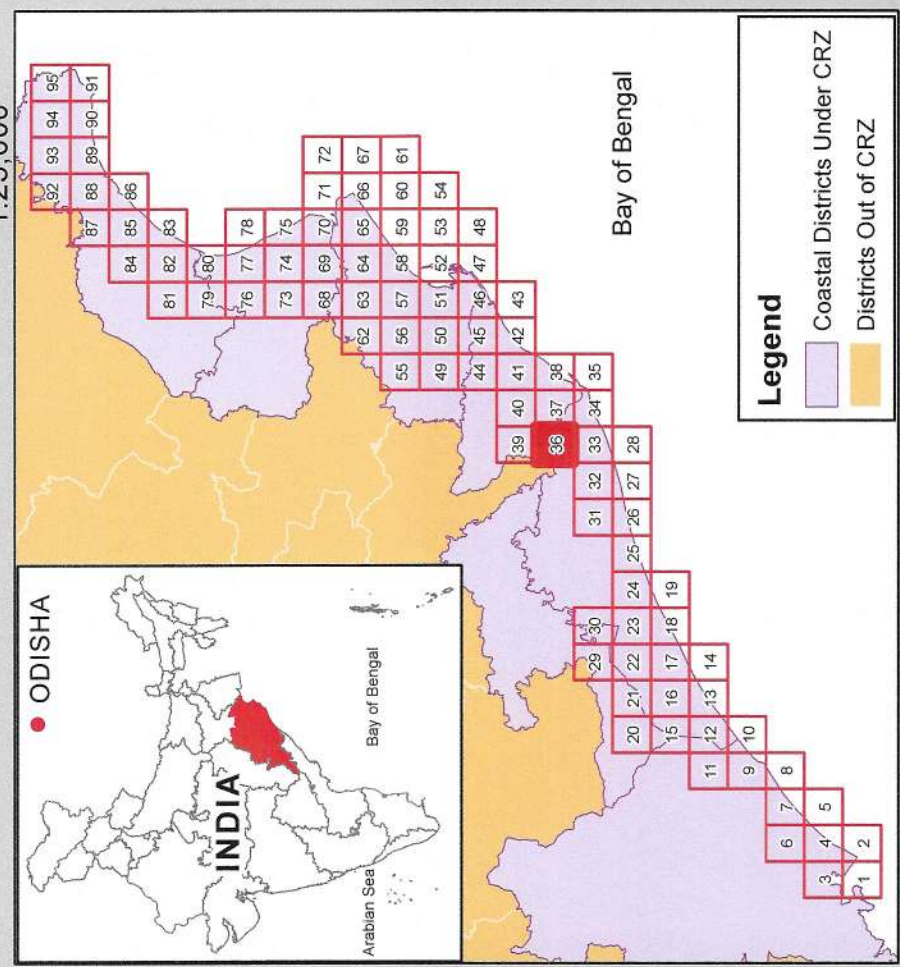 1:25,000
ODISHA
INDIA
Arabian Sea
Bay of Bengal
92 93 94 95
87 88 89 90 91
84 85 86
81 82 83
79 80
76 77 78
73 74 75
68 69 70 71 72
62 63 64 65 66 67
55 56 57 58 59 60 61
49 50 51 52 53 54
44 45 46 47 48
39 40 41 42 43
36 37 38
29 30 31 32 33 34 35
20 21 22 23 24 25 26 27 28
15 16 17 18 19
11 12 13 14
9 10
6 7 8
3 4 5
1 2
Bay of Bengal
Legend
Coastal Districts Under CRZ
Districts Out of CRZ